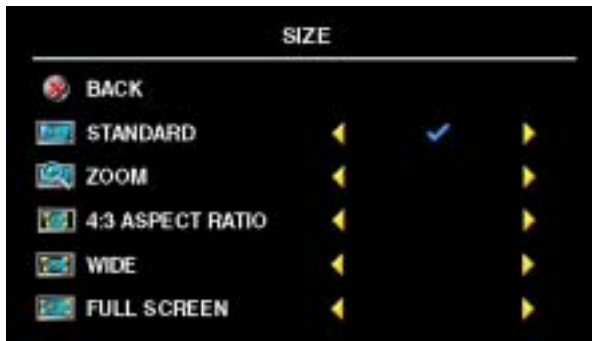 SIZE
BACK
STANDARD
ZOOM
4:3 ASPECT RATIO
WIDE
FULL SCREEN